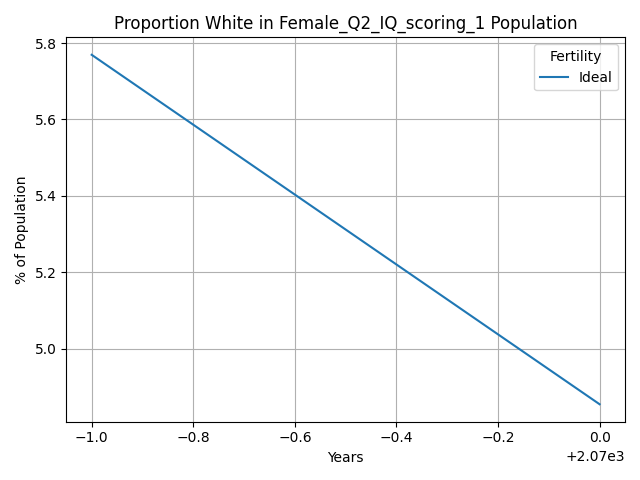 Proportion White in Female_Q2_IQ_scoring_1 Population
5.8
5.6
5.4
5.2
5.0
% of Population
Fertility
Ideal
−1.0 −0.8 −0.6 −0.4 −0.2 0.0
Years
+2.07e3